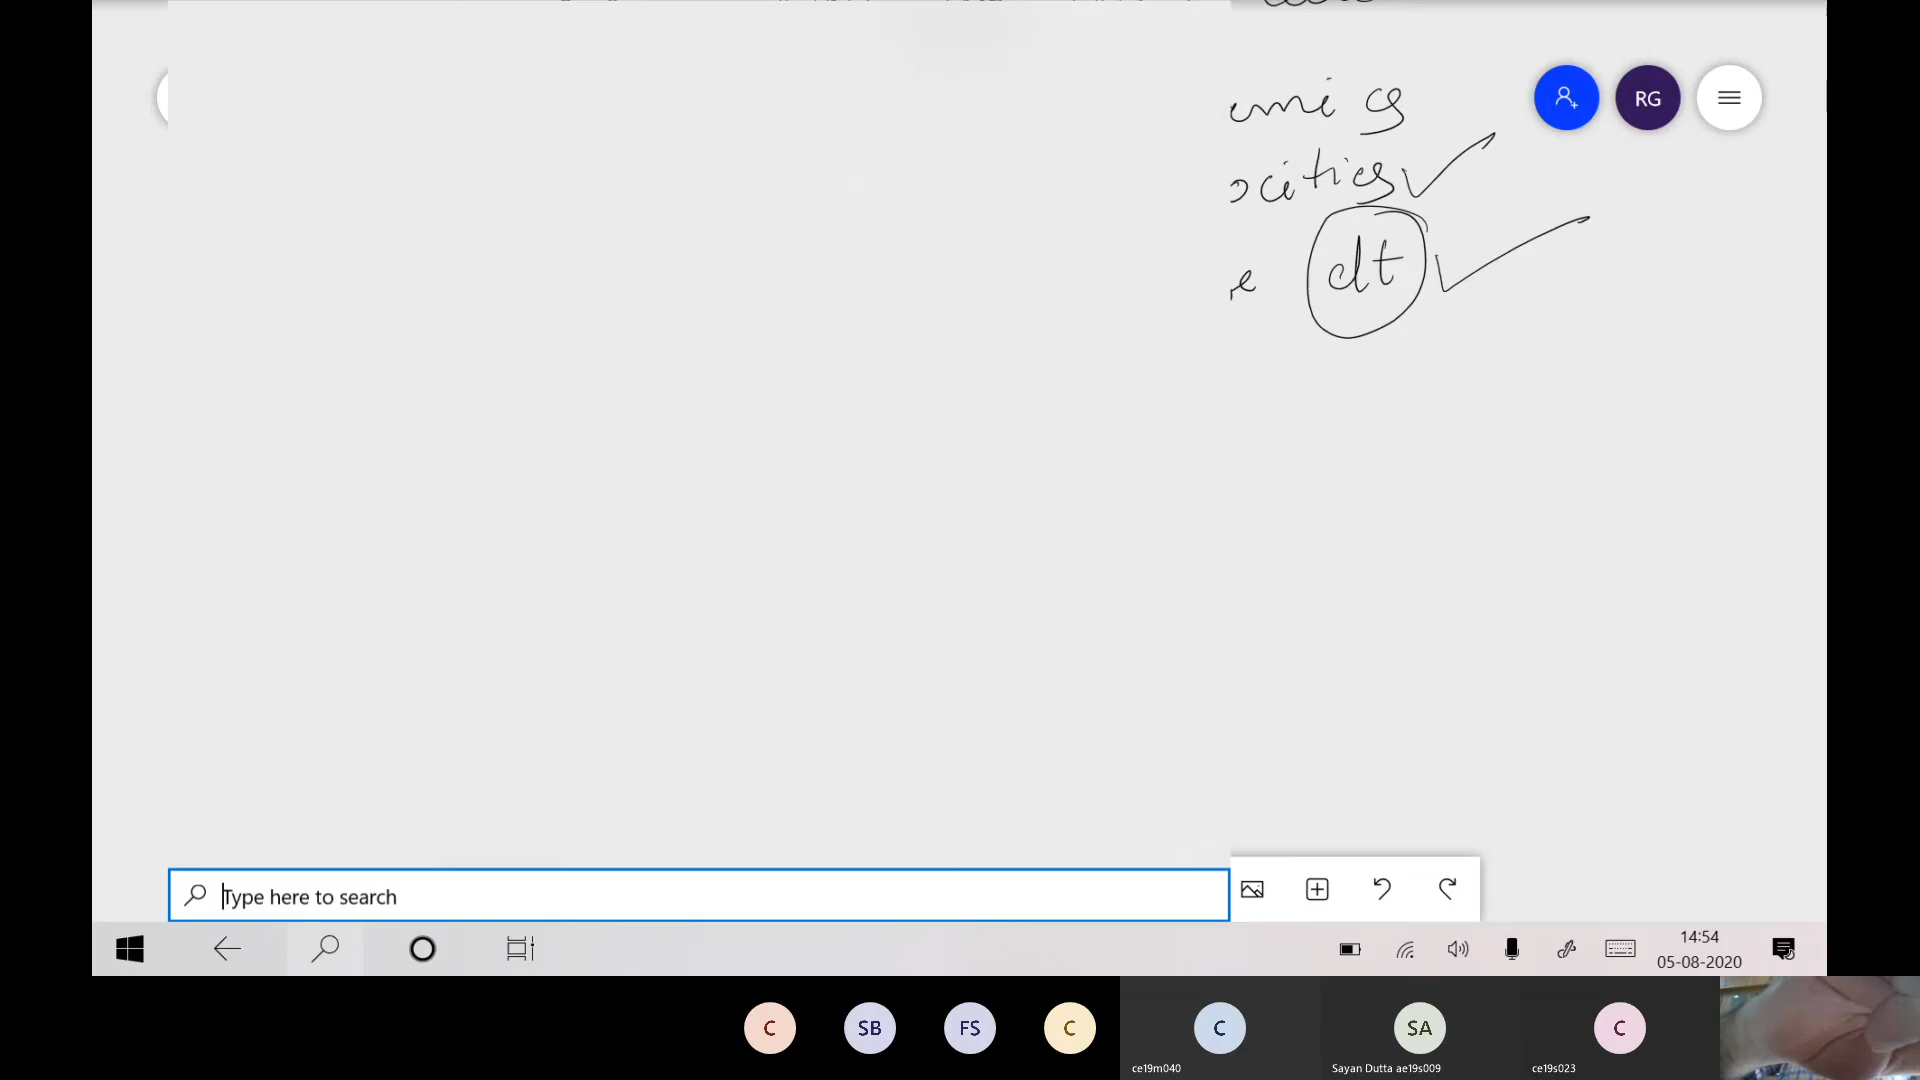 RG
dt
Type here to search
14:54
05-08-2020
C
SB
FS
C
C
SA
C
ce19m040
Sayan Dutta ae19s009
ce19s023